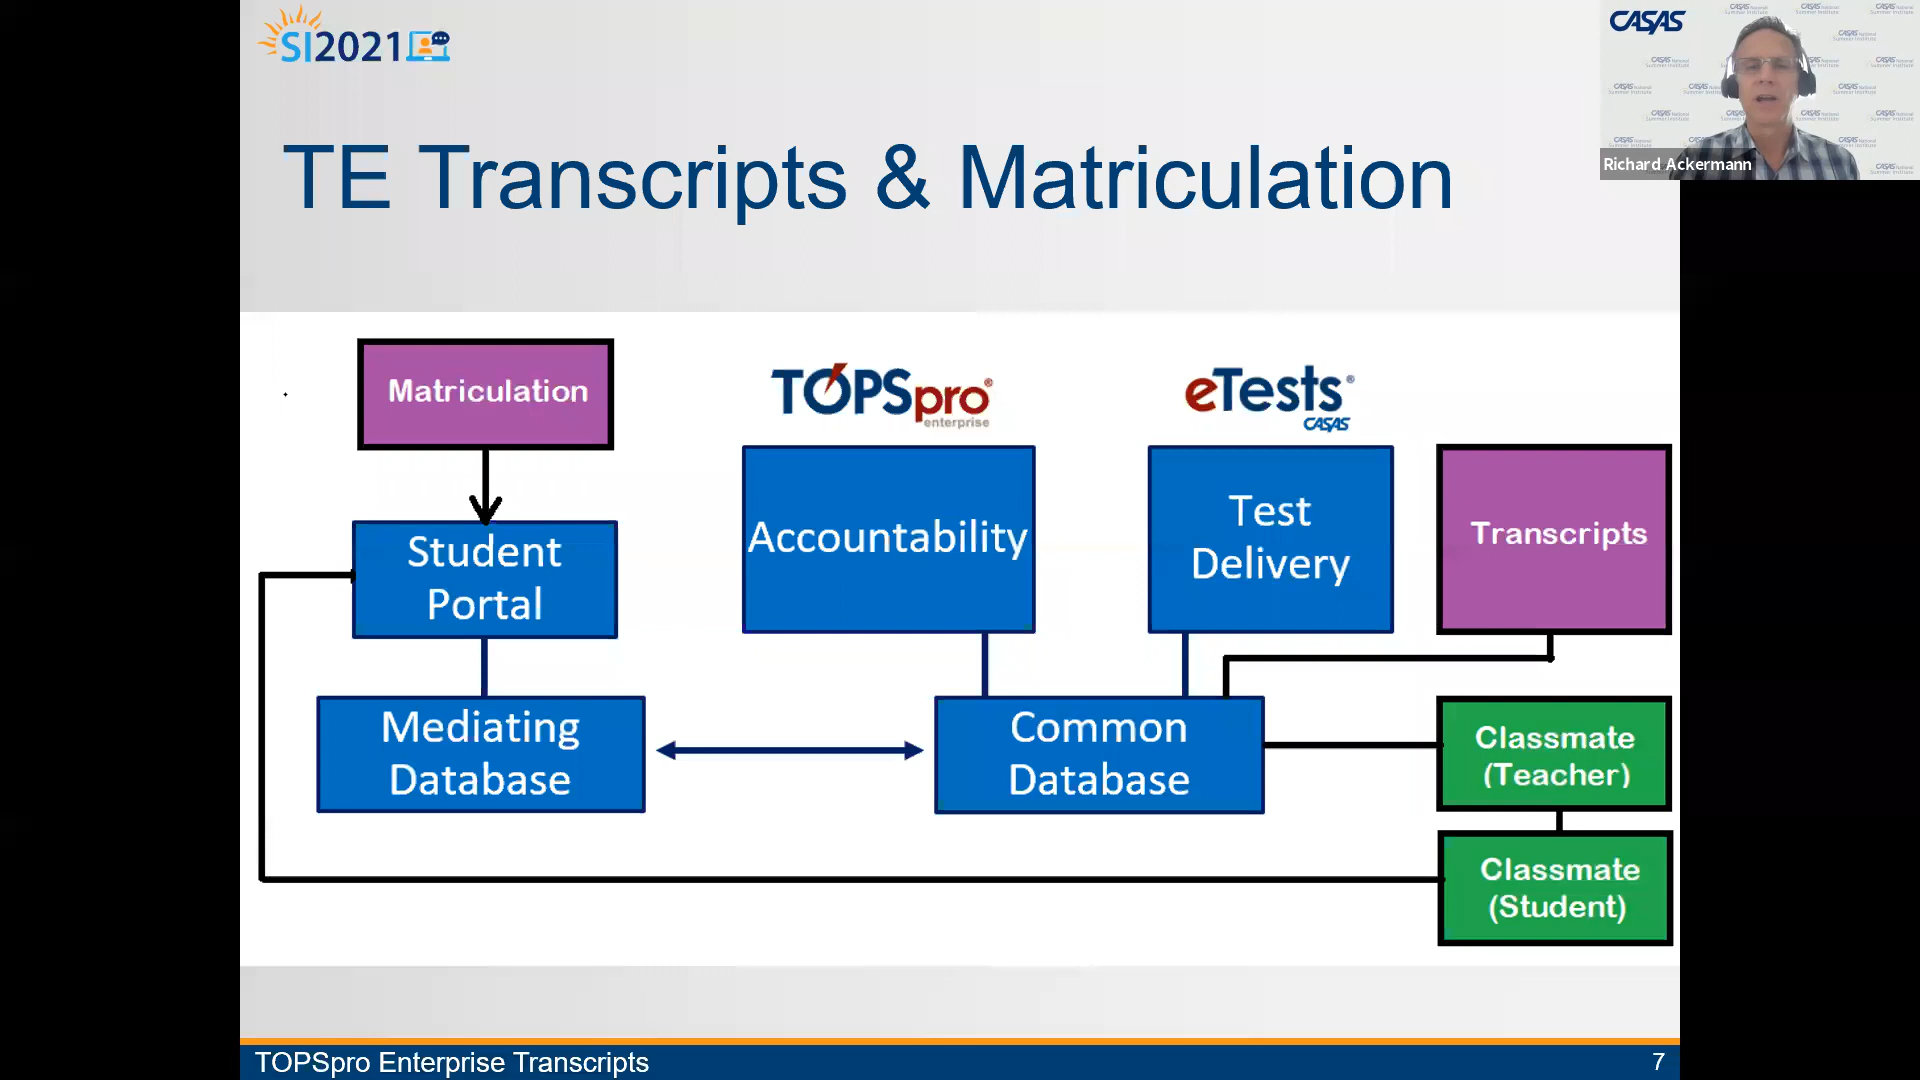 SI2021
CASAS
Richard Ackermann
TE Transcripts & Matriculation
Matriculation
TOPSpro®
enterprise
eTests®
CASAS
Student
Portal
Accountability
Test
Delivery
Transcripts
Mediating
Database
Common
Database
Classmate
(Teacher)
Classmate
(Student)
TOPSpro Enterprise Transcripts
7